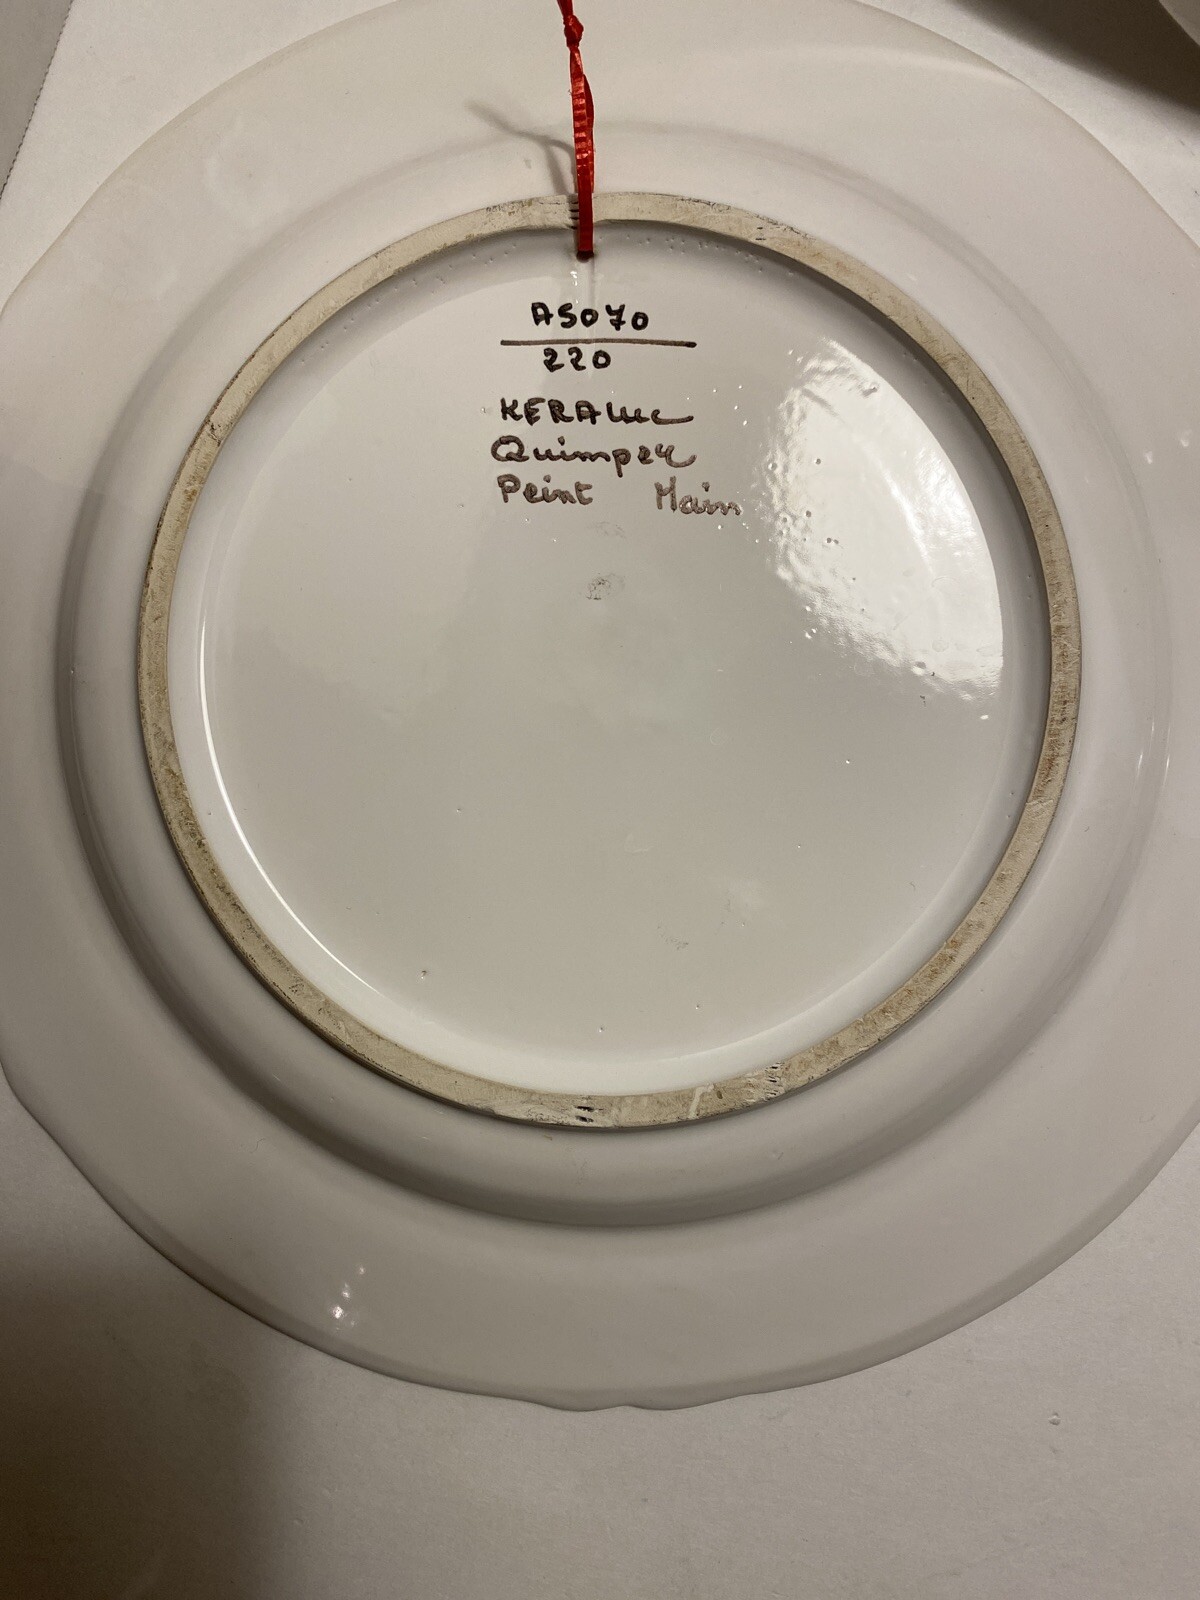 A5070
220
KERALUC
Quimper
Peint Main